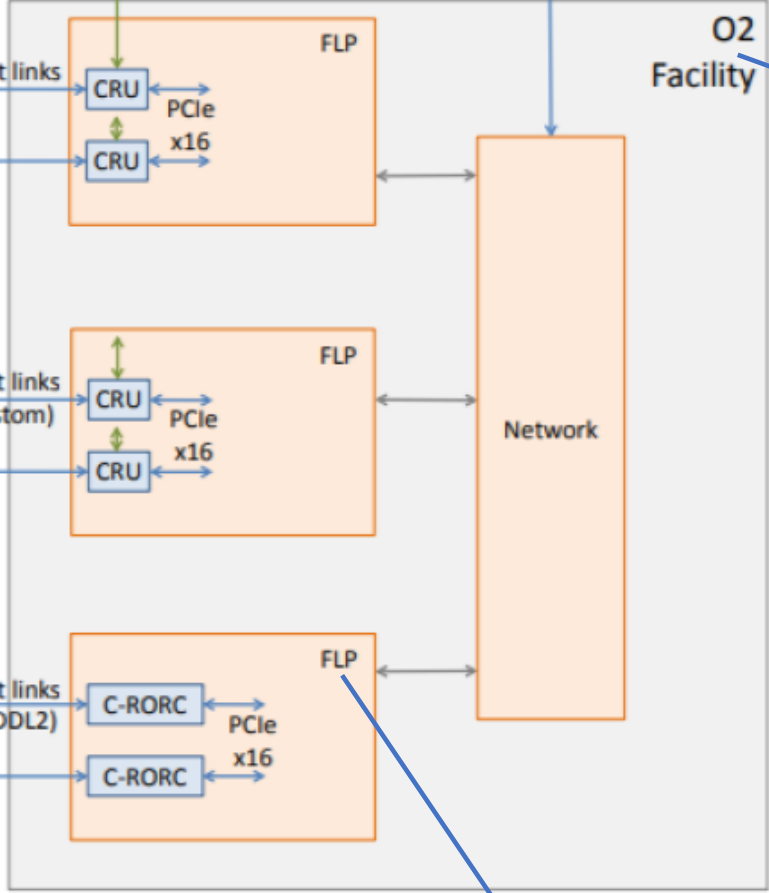 O2
Facility
FLP
t links
CRU
PCIe
x16
CRU
FLP
t links
CRU
tom)
PCIe
x16
CRU
Network
FLP
t links
C-RORC
DDL2)
PCIe
x16
C-RORC